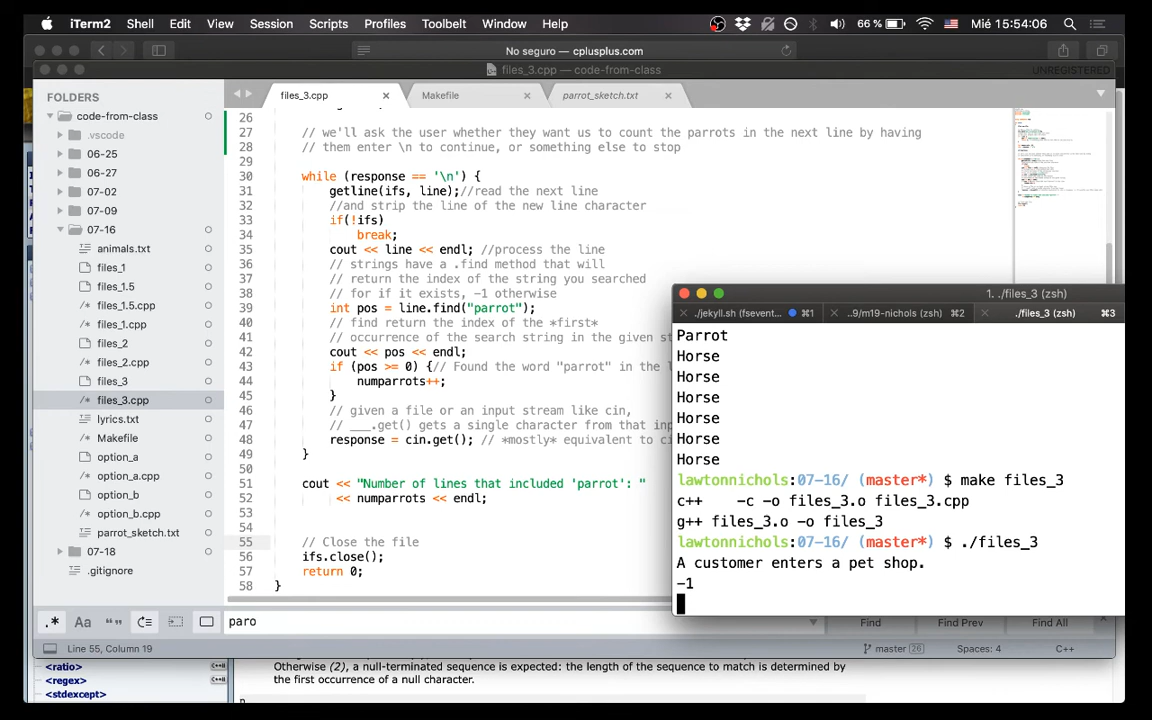 iTerm2 Shell Edit View Session Scripts Profiles Toolbelt Window Help 66 % Mié 15:54:06
No seguro — cplusplus.com
files_3.cpp — code-from-class UNREGISTERED
FOLDERS
code-from-class
.vscode
06-25
06-27
07-02
07-09
07-16
animals.txt
files_1
files_1.5
files_1.5.cpp
files_1.cpp
files_2
files_2.cpp
files_3
files_3.cpp
lyrics.txt
Makefile
option_a
option_a.cpp
option_b
option_b.cpp
parrot_sketch.txt
07-18
.gitignore
files_3.cpp Makefile parrot_sketch.txt
26
27 // we'll ask the user whether they want us to count the parrots in the next line by having
28 // them enter \n to continue, or something else to stop
29
30 while (response == '\n') {
31 getline(ifs, line);//read the next line
32 //and strip the line of the new line character
33 if(!ifs)
34 break;
35 cout << line << endl; //process the line
36 // strings have a .find method that will
37 // return the index of the string you searched
38 // for if it exists, -1 otherwise
39 int pos = line.find("parrot");
40 // find return the index of the *first*
41 // occurrence of the search string in the given st
42 cout << pos << endl;
43 if (pos >= 0) {// Found the word "parrot" in the l
44 numparrots++;
45 }
46 // given a file or an input stream like cin,
47 // ___.get() gets a single character from that inp
48 response = cin.get(); // *mostly* equivalent to ci
49 }
50
51 cout << "Number of lines that included 'parrot': "
52 << numparrots << endl;
53
54
55 // Close the file
56 ifs.close();
57 return 0;
58 }
1. ./files_3 (zsh)
./jekyll.sh (fsevent... ⌘1 ..9/m19-nichols (zsh) ⌘2 ./files_3 (zsh) ⌘3
Parrot
Horse
Horse
Horse
Horse
Horse
Horse
lawtonnichols:07-16/ (master*) $ make files_3
c++ -c -o files_3.o files_3.cpp
g++ files_3.o -o files_3
lawtonnichols:07-16/ (master*) $ ./files_3
A customer enters a pet shop.
-1
.* Aa “” paro Find Find Prev Find All
Line 55, Column 19 master 26 Spaces: 4 C++
<ratio>
<regex>
<stdexcept>
Otherwise (2), a null-terminated sequence is expected: the length of the sequence to match is determined by
the first occurrence of a null character.